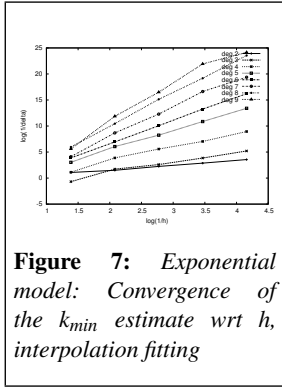 25
20
15
10
5
0
-5
1
1.5
2
2.5
3
3.5
4
4.5
log(1/delta)
log(1/h)
deg 2
deg 3
deg 4
deg 5
deg 6
deg 7
deg 8
deg 9
Figure 7: Exponential
model: Convergence of
the kmin estimate wrt h,
interpolation fitting